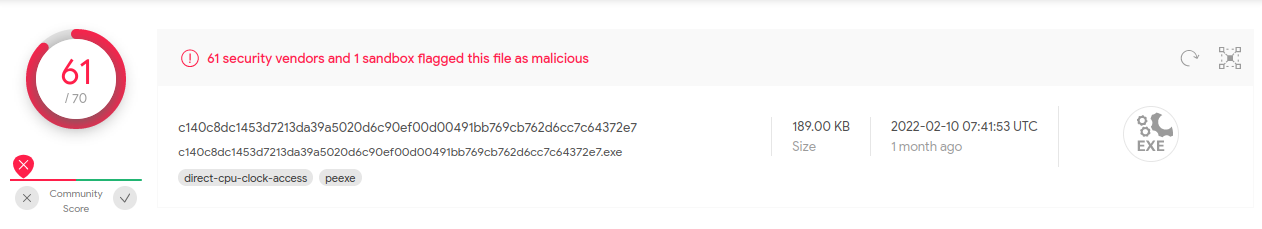 61
/ 70
Community
Score
61 security vendors and 1 sandbox flagged this file as malicious
c140c8dc1453d7213da39a5020d6c90ef00d00491bb769cb762d6cc7c64372e7
c140c8dc1453d7213da39a5020d6c90ef00d00491bb769cb762d6cc7c64372e7.exe
direct-cpu-clock-access peexe
189.00 KB
Size
2022-02-10 07:41:53 UTC
1 month ago
EXE